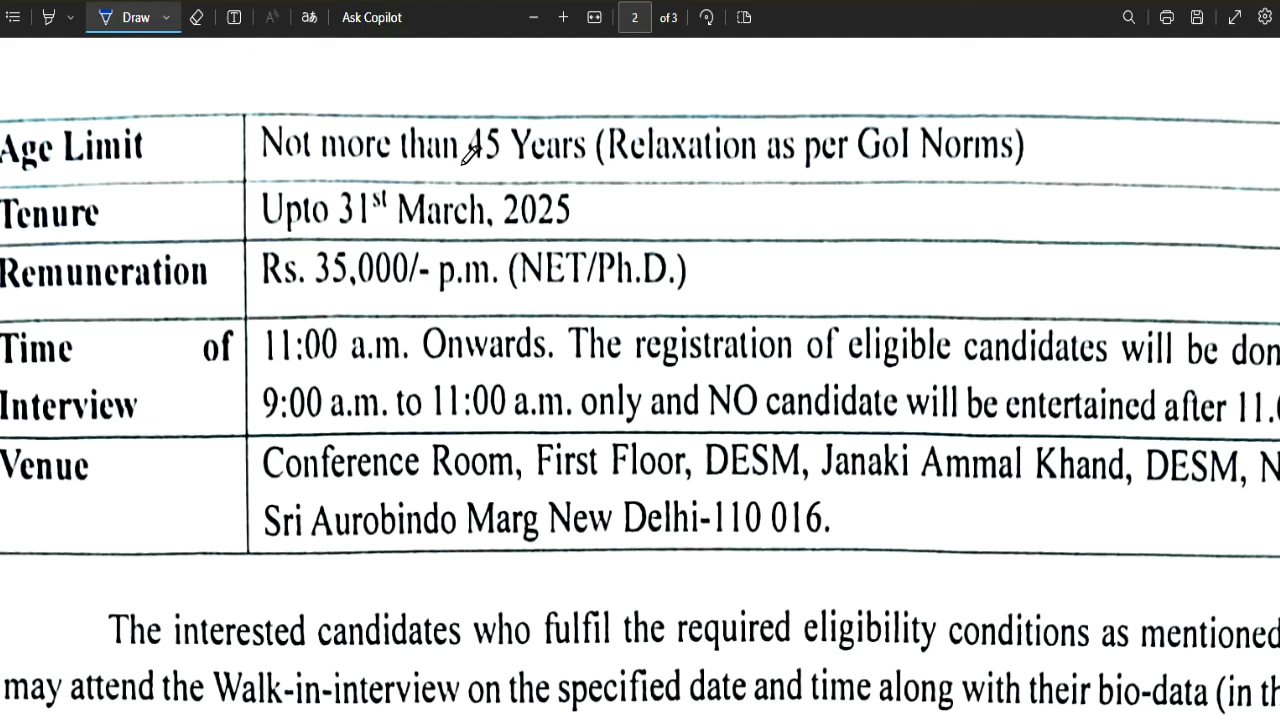 Draw
Ask Copilot
2
of 3
Age Limit
Not more than 45 Years (Relaxation as per GoI Norms)
Tenure
Upto 31st March, 2025
Remuneration
Rs. 35,000/- p.m. (NET/Ph.D.)
Time of
Interview
11:00 a.m. Onwards. The registration of eligible candidates will be don
9:00 a.m. to 11:00 a.m. only and NO candidate will be entertained after 11.
Venue
Conference Room, First Floor, DESM, Janaki Ammal Khand, DESM, N
Sri Aurobindo Marg New Delhi-110 016.
The interested candidates who fulfil the required eligibility conditions as mentioned
may attend the Walk-in-interview on the specified date and time along with their bio-data (in th